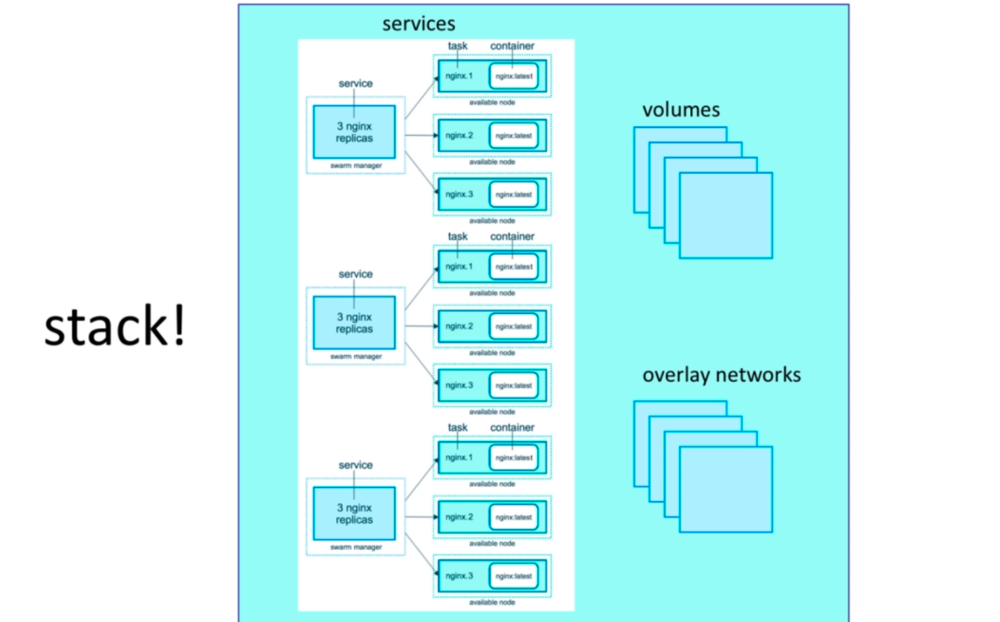 stack!
services
task container
nginx.1 nginx:latest
available node
service
3 nginx
replicas
swarm manager
nginx.2 nginx:latest
available node
nginx.3 nginx:latest
available node
task container
nginx.1 nginx:latest
available node
service
3 nginx
replicas
swarm manager
nginx.2 nginx:latest
available node
nginx.3 nginx:latest
available node
task container
nginx.1 nginx:latest
available node
service
3 nginx
replicas
swarm manager
nginx.2 nginx:latest
available node
nginx.3 nginx:latest
available node
volumes
overlay networks